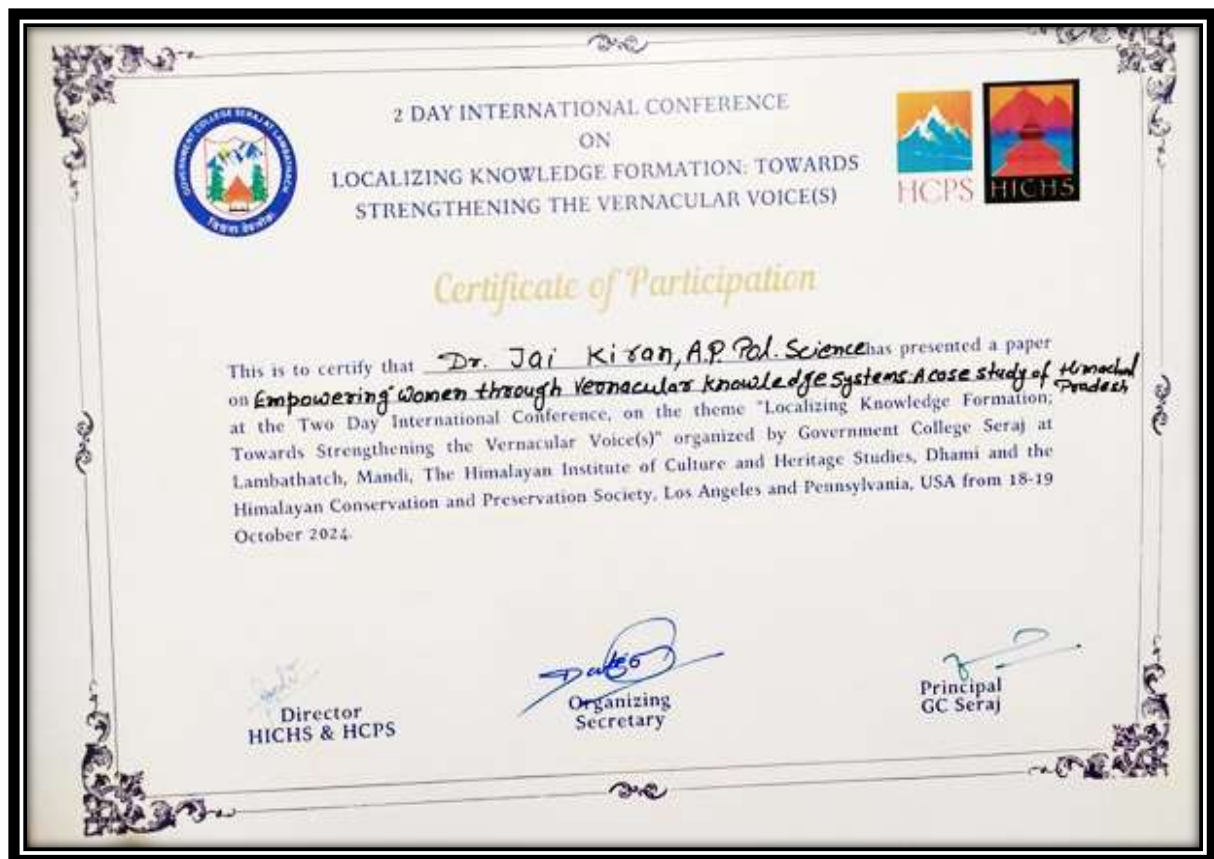 2 DAY INTERNATIONAL CONFERENCE
ON
LOCALIZING KNOWLEDGE FORMATION: TOWARDS
STRENGTHENING THE VERNACULAR VOICE(S)
GOVERNMENT COLLEGE SERAJ AT LAMBATHACH
HCPS
HICHS
Certificate of Participation
This is to certify that Dr. Jai Kiran, A.P. Pol. Science has presented a paper
on Empowering Women through Vernacular Knowledge Systems: A case study of Himachal Pradesh
at the Two Day International Conference, on the theme "Localizing Knowledge Formation:
Towards Strengthening the Vernacular Voice(s)" organized by Government College Seraj at
Lambathatch, Mandi, The Himalayan Institute of Culture and Heritage Studies, Dhami and the
Himalayan Conservation and Preservation Society, Los Angeles and Pennsylvania, USA from 18-19
October 2024.
Director
HICHS & HCPS
Organizing
Secretary
Principal
GC Seraj